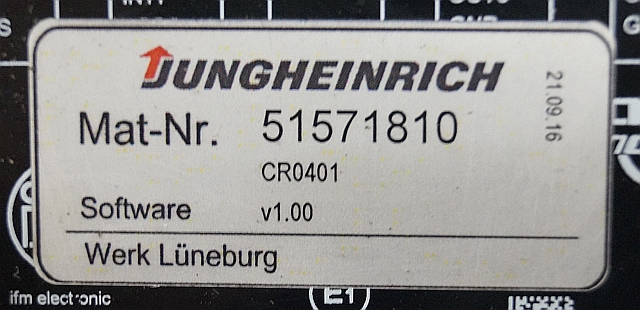 JUNGHEINRICH
21.09.16
Mat-Nr. 51571810
CR0401
Software v1.00
Werk Lüneburg
ifm electronic
E1